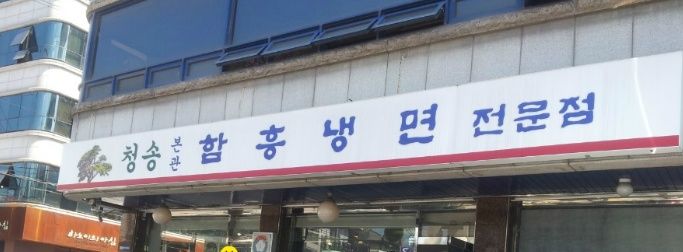 청송 본관 함흥냉면 전문점